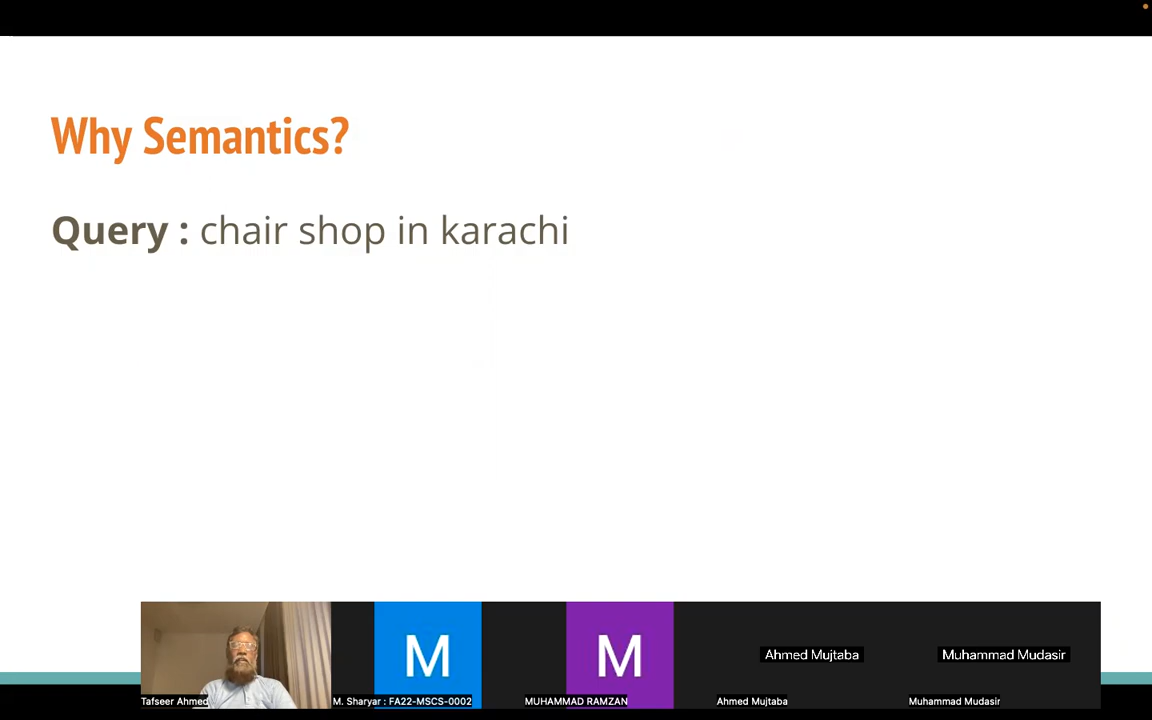 Why Semantics?
Query : chair shop in karachi
M
M
Ahmed Mujtaba
Muhammad Mudasir
Tafseer Ahmed
M. Sharyar : FA22-MSCS-0002
MUHAMMAD RAMZAN
Ahmed Mujtaba
Muhammad Mudasir